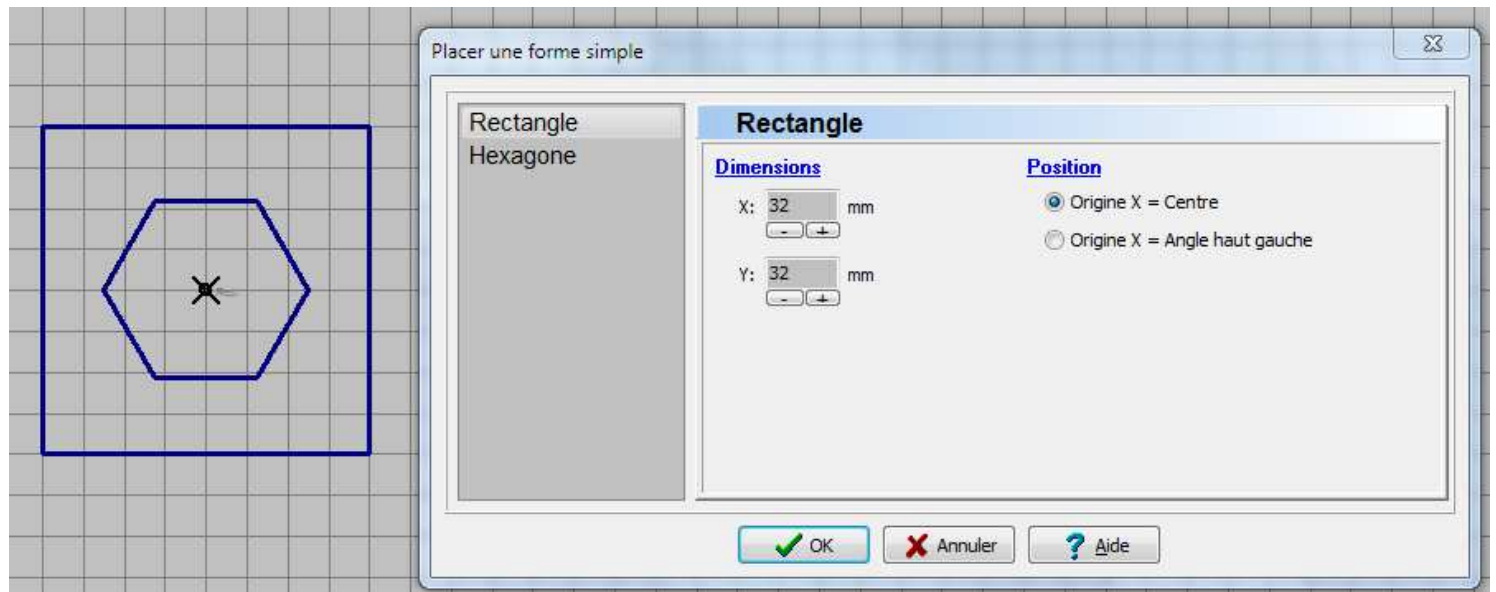 Placer une forme simple
Rectangle
Hexagone
Rectangle
Dimensions
X: 32 mm
- +
Y: 32 mm
- +
Position
Origine X = Centre
Origine X = Angle haut gauche
OK
Annuler
? Aide